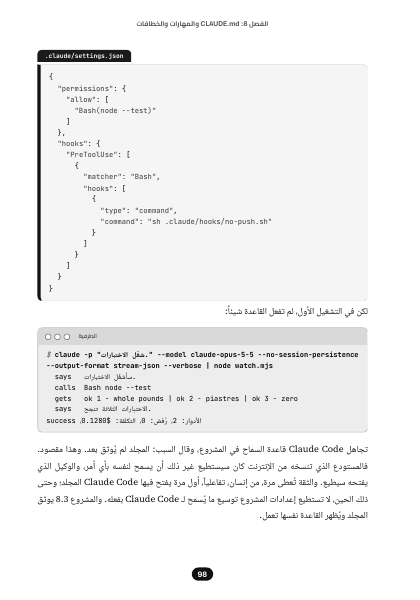 الفصل 8: CLAUDE.md والمهارات والخطافات
.claude/settings.json
{
  "permissions": {
    "allow": [
      "Bash(node --test)"
    ]
  },
  "hooks": {
    "PreToolUse": [
      {
        "matcher": "Bash",
        "hooks": [
          {
            "type": "command",
            "command": "sh .claude/hooks/no-push.sh"
          }
        ]
      }
    ]
  }
}
لكن في التشغيل الأول، لم تفعل القاعدة شيئاً:
الطرفية
$ claude -p "شغّل الاختبارات." --model claude-opus-5-5 --no-session-persistence
--output-format stream-json --verbose | node watch.mjs
  says   سأشغّل الاختبارات.
  calls  Bash node --test
  gets   ok 1 - whole pounds | ok 2 - piastres | ok 3 - zero
  says   الاختبارات الثلاثة تنجح.
success الأدوار: 2، رُفض: 0، التكلفة: $0.1280
تجاهل Claude Code قاعدة السماح في المشروع، وقال السبب: المجلد لم يُوثق بعد. وهذا مقصود.
فالمستودع الذي تنسخه من الإنترنت كان سيستطيع غير ذلك أن يسمح لنفسه بأي أمر، والوكيل الذي
يفتحه سيطيع. والثقة تُعطى مرة، من إنسان، تفاعلياً، أول مرة يفتح فيها Claude Code المجلد؛ وحتى
ذلك الحين، لا تستطيع إعدادات المشروع توسيع ما يُسمح لـ Claude Code بفعله. والمشروع 8.3 يوثق
المجلد ويُظهر القاعدة نفسها تعمل.
98